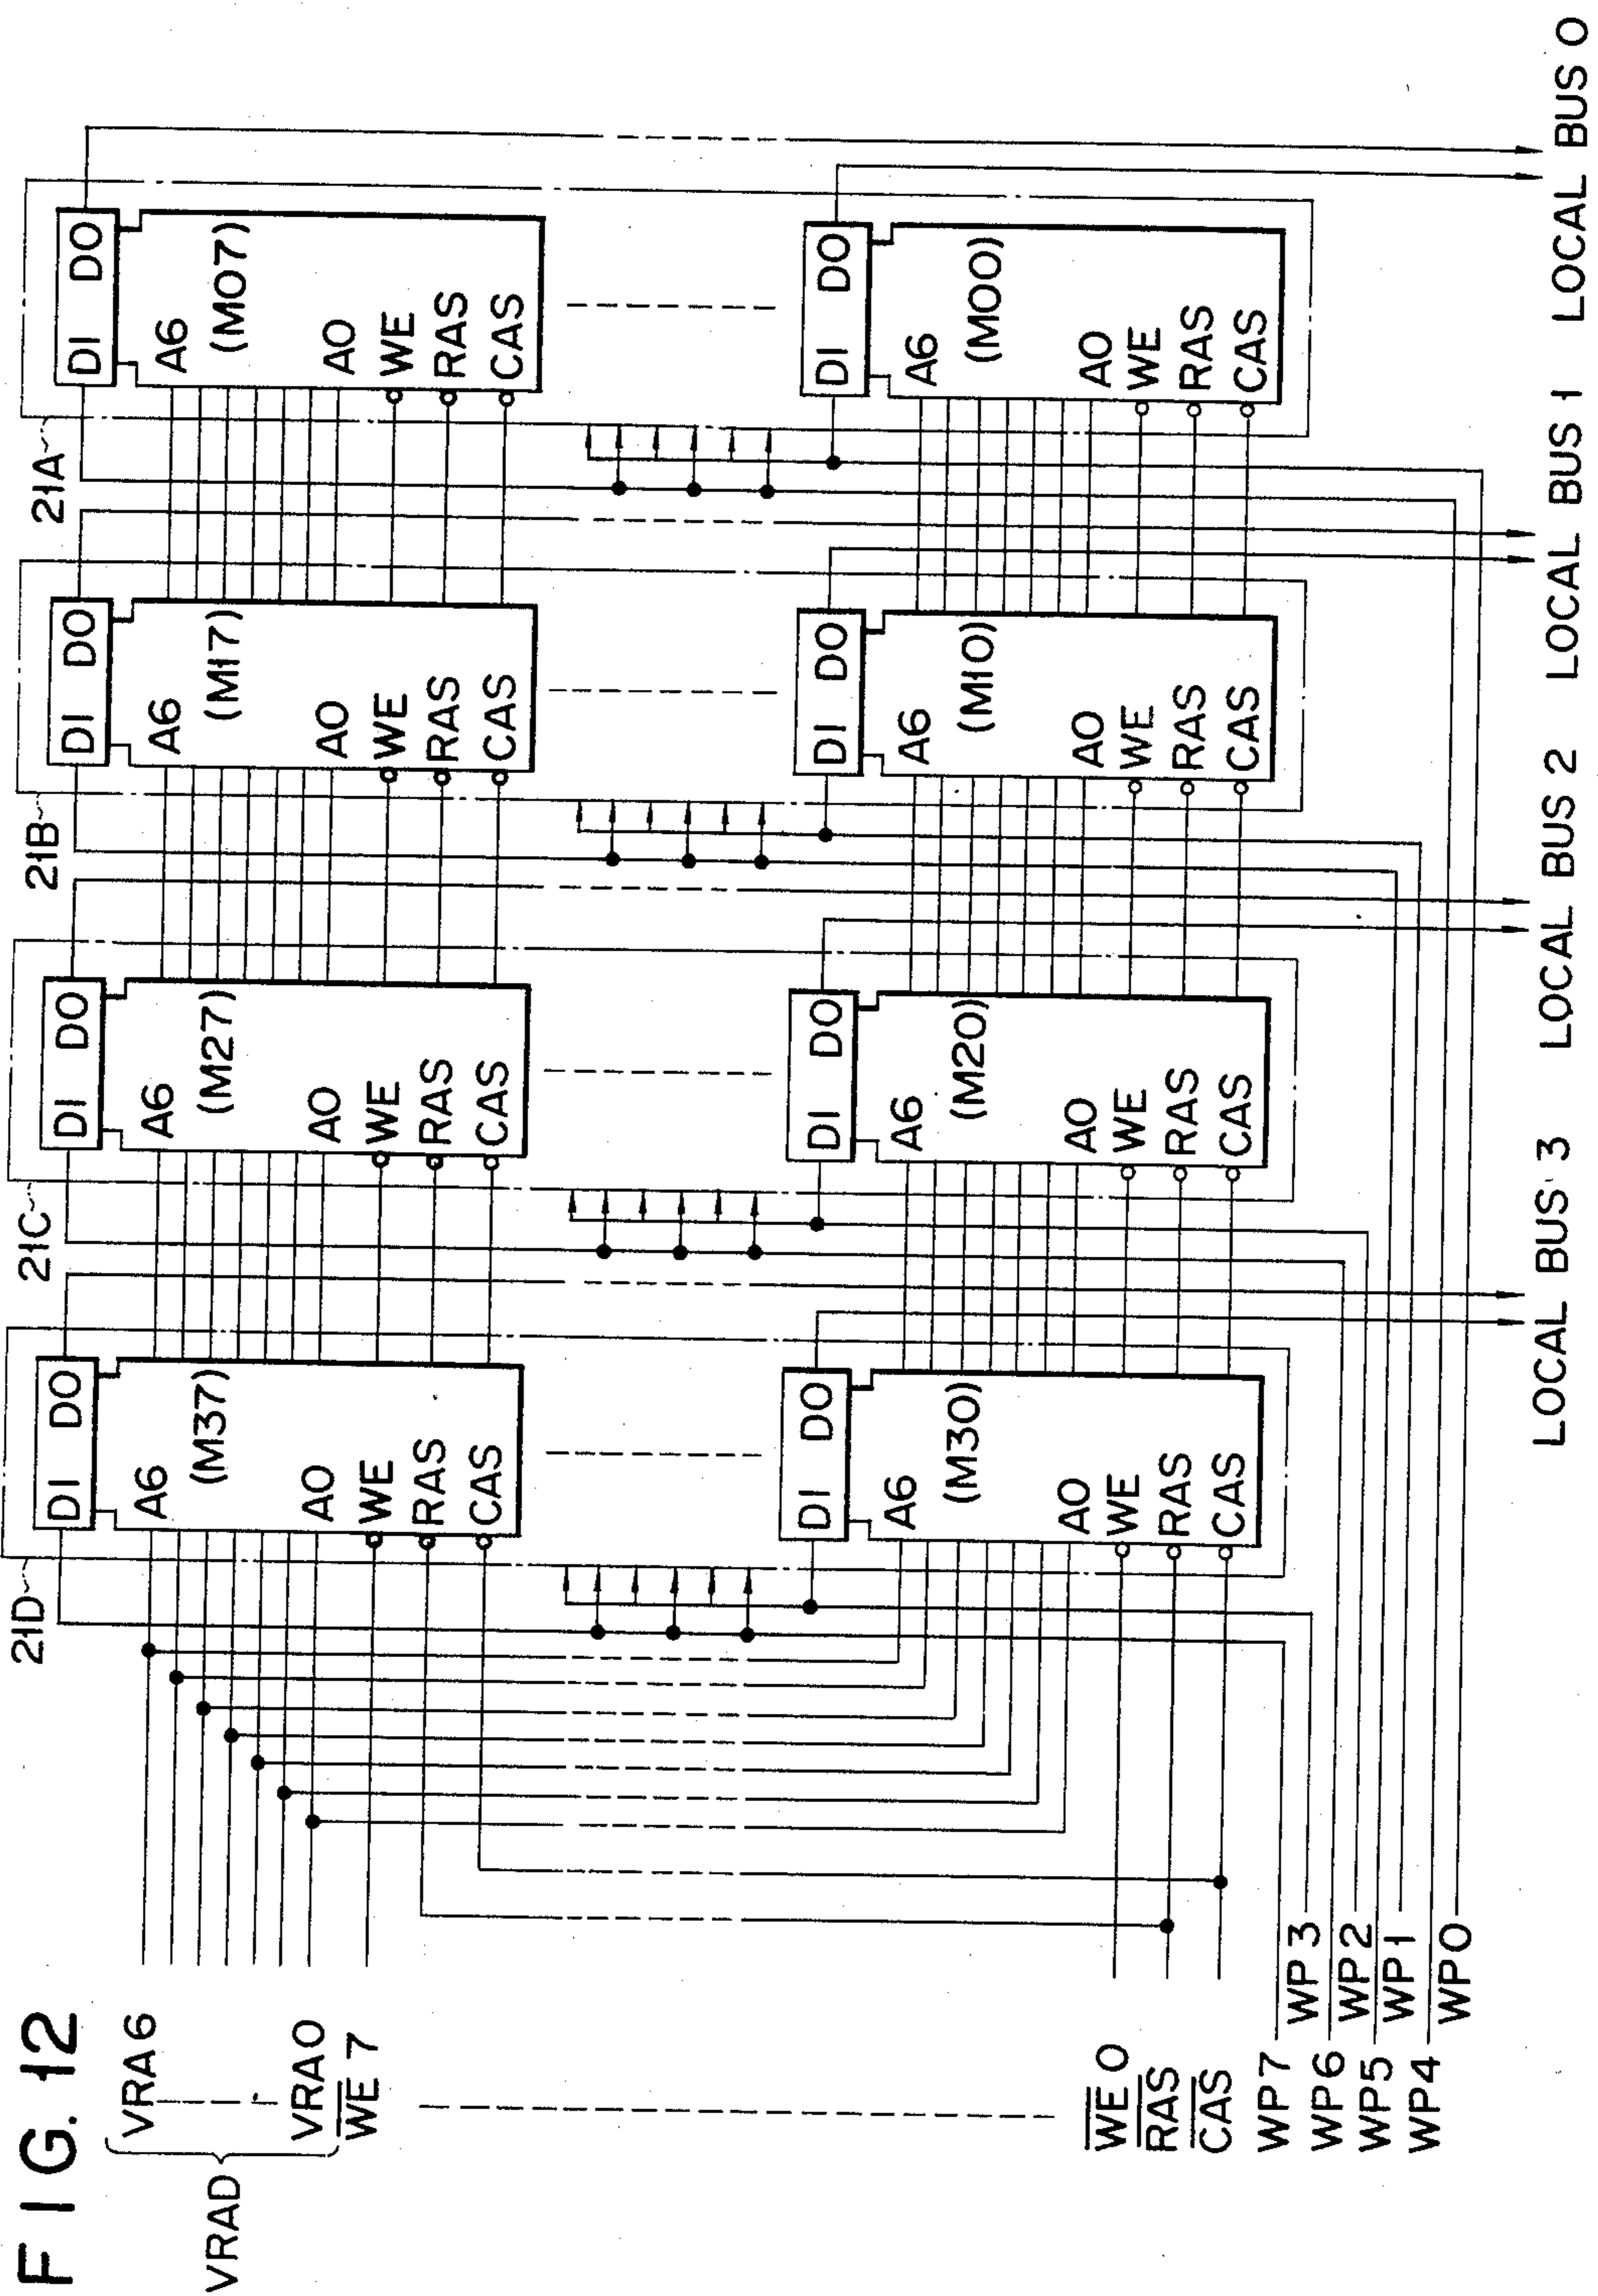 FIG. 12
VRAD
VRA6
VRA0
WE7
WE0
RAS
CAS
WP7
WP6
WP5
WP4
WP3
WP2
WP1
WP0
21D
DI DO
A6
(M37)
A0
WE
RAS
CAS
DI DO
A6
(M30)
A0
WE
RAS
CAS
21C
DI DO
A6
(M27)
A0
WE
RAS
CAS
DI DO
A6
(M20)
A0
WE
RAS
CAS
21B
DI DO
A6
(M17)
A0
WE
RAS
CAS
DI DO
A6
(M10)
A0
WE
RAS
CAS
21A
DI DO
A6
(M07)
A0
WE
RAS
CAS
DI DO
A6
(M00)
A0
WE
RAS
CAS
LOCAL BUS 3
LOCAL BUS 2
LOCAL BUS 1
LOCAL BUS 0